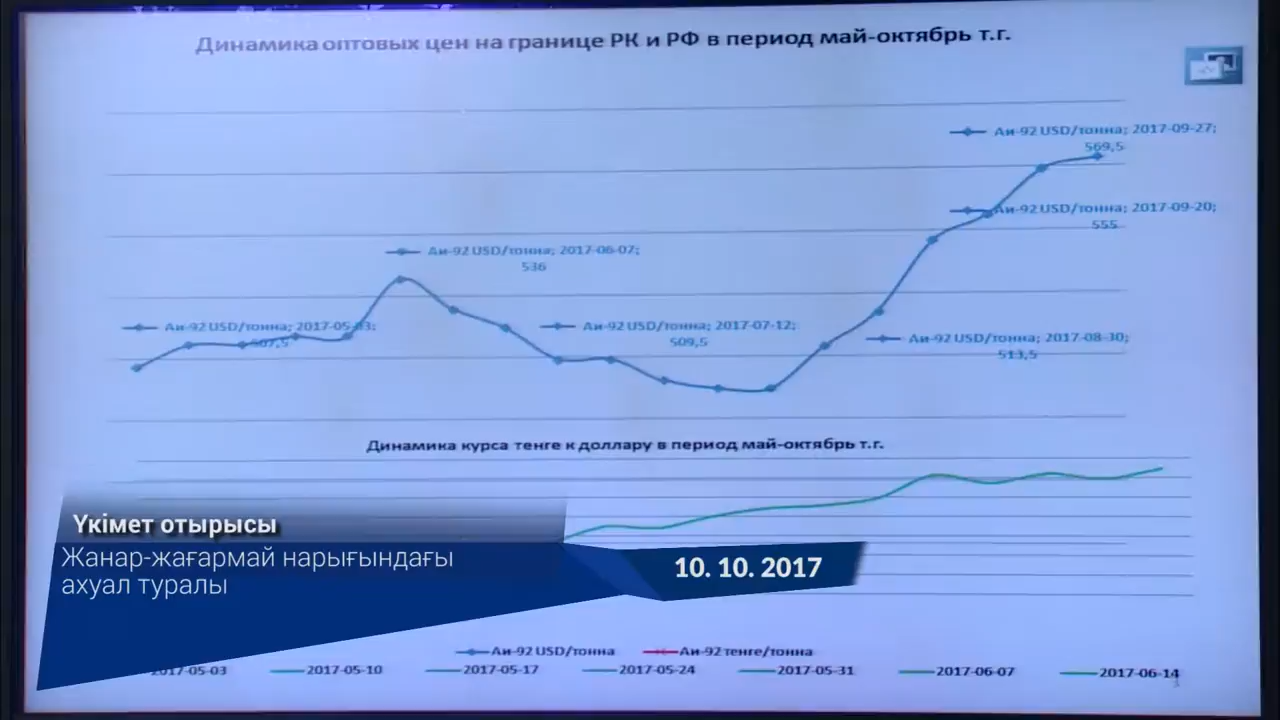 Динамика оптовых цен на границе РК и РФ в период май-октябрь т.г.
Аи-92 USD/тонна; 2017-09-27;
569,5
Аи-92 USD/тонна; 2017-09-20;
555
Аи-92 USD/тонна; 2017-06-07;
536
Аи-92 USD/тонна; 2017-05-03;
507,5
Аи-92 USD/тонна; 2017-07-12;
509,5
Аи-92 USD/тонна; 2017-08-30;
513,5
Динамика курса тенге к доллару в период май-октябрь т.г.
Үкімет отырысы
Жанар-жағармай нарығындағы
ахуал туралы
10. 10. 2017
Аи-92 USD/тонна Аи-92 тенге/тонна
2017-05-03 2017-05-10 2017-05-17 2017-05-24 2017-05-31 2017-06-07 2017-06-14